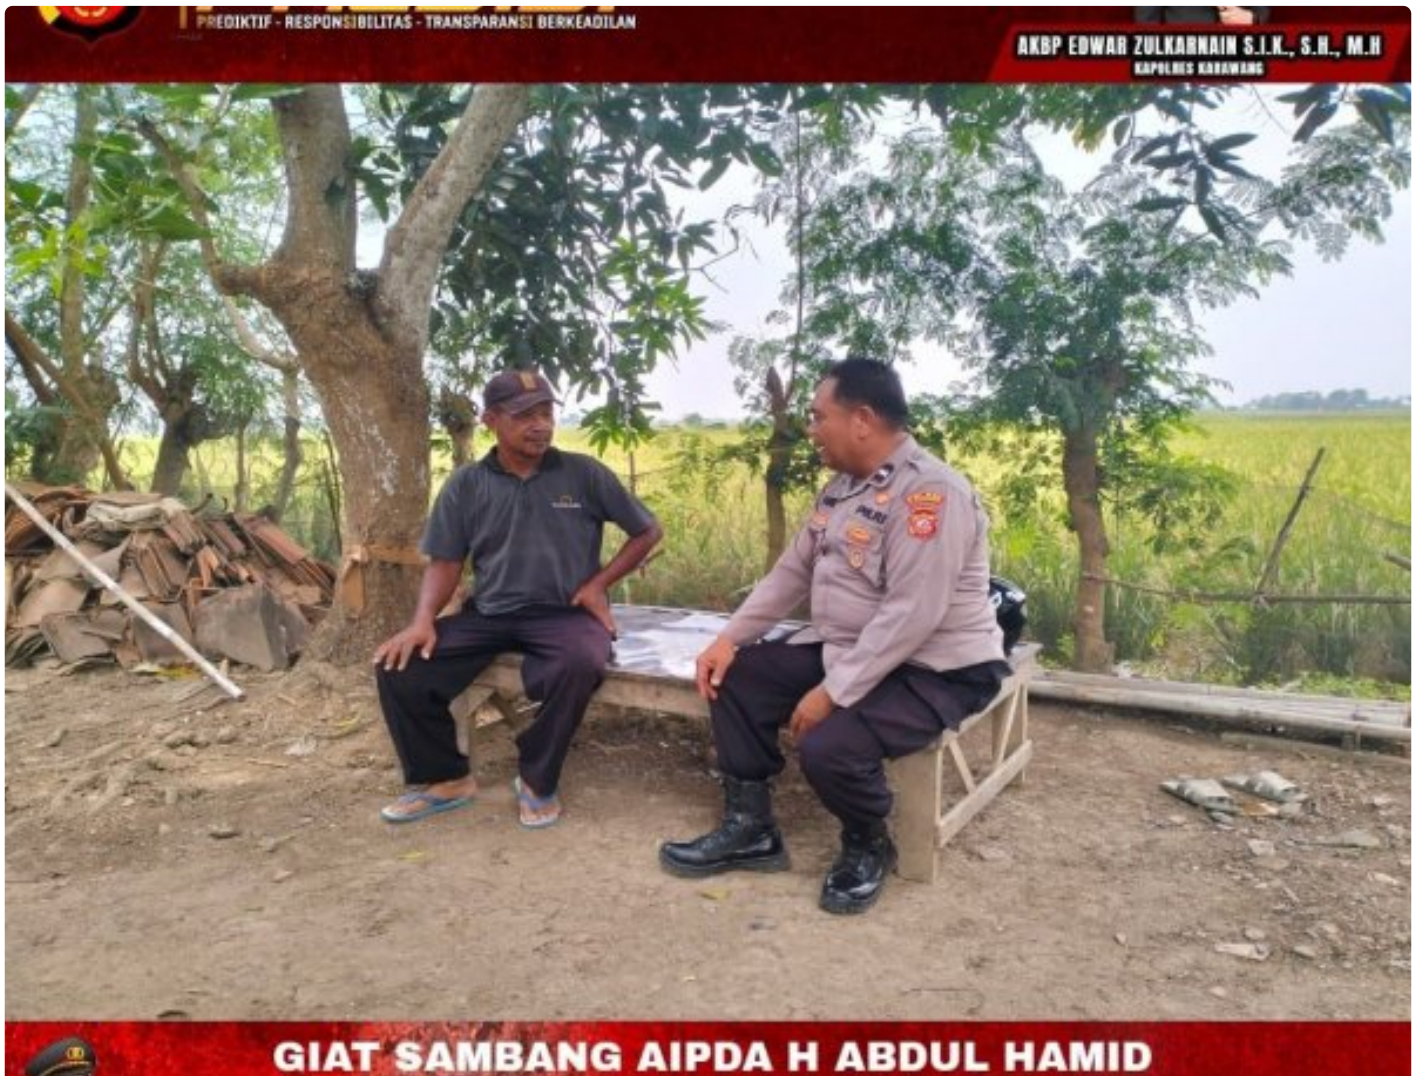 PREDIKTIF - RESPONSIBILITAS - TRANSPARANSI BERKEADILAN
AKBP EDWAR ZULKARNAIN S.I.K., S.H., M.H
KAPOLRES KARAWANG
POLRI
GIAT SAMBANG AIPDA H ABDUL HAMID